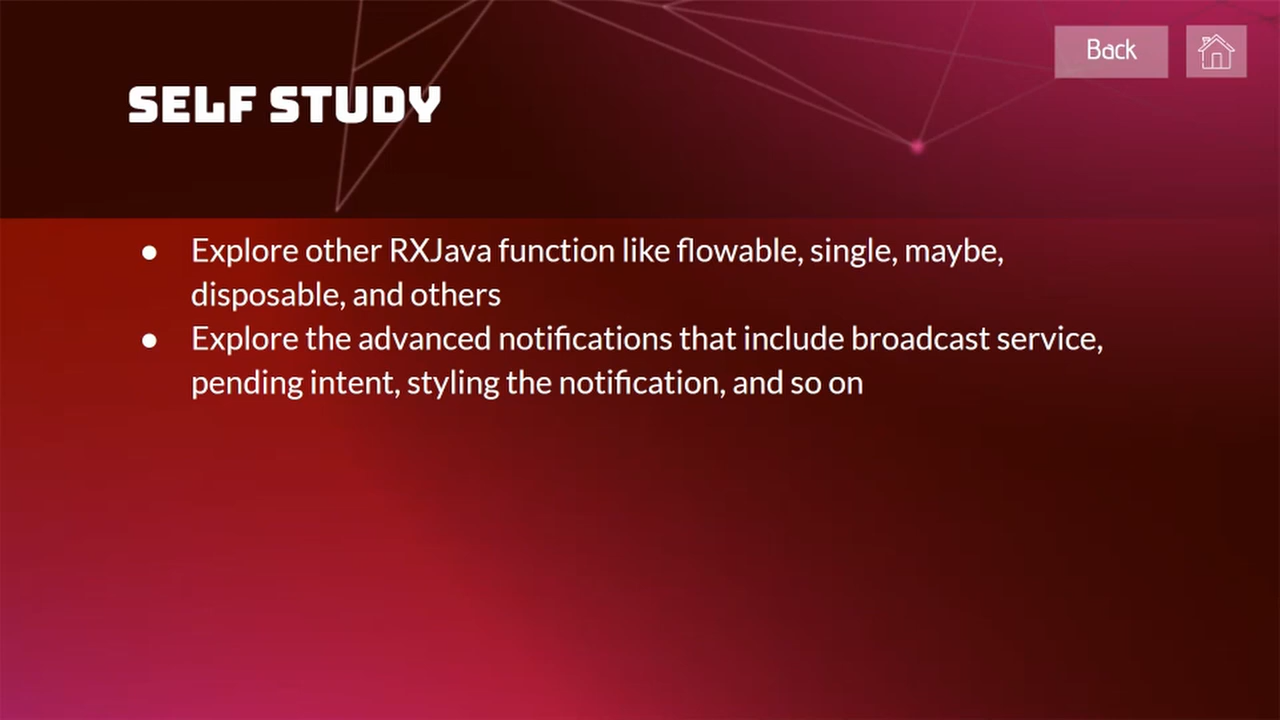 Back
SELF STUDY
● Explore other RXJava function like flowable, single, maybe,
disposable, and others
● Explore the advanced notifications that include broadcast service,
pending intent, styling the notification, and so on